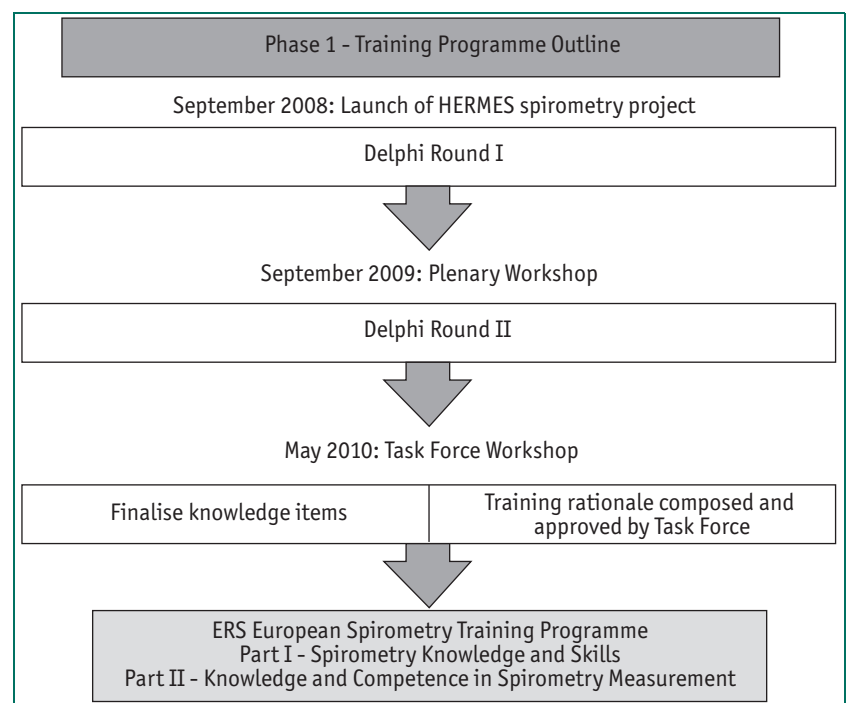 Phase 1 - Training Programme Outline
September 2008: Launch of HERMES spirometry project
Delphi Round I
September 2009: Plenary Workshop
Delphi Round II
May 2010: Task Force Workshop
Finalise knowledge items
Training rationale composed and
approved by Task Force
ERS European Spirometry Training Programme
Part I - Spirometry Knowledge and Skills
Part II - Knowledge and Competence in Spirometry Measurement